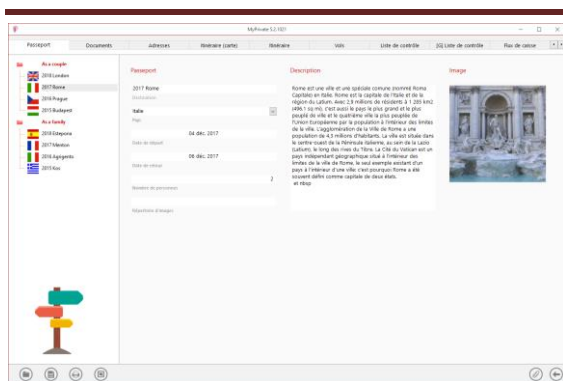 MyPrivate 5.2.1021
Passeport
Documents
Adresses
Itinéraire (carte)
Itinéraire
Vols
Liste de contrôle
Liste de contrôle
Flux de caisse
As a couple
2018 London
2017 Rome
2016 Prague
2015 Budapest
As a family
2018 Estepona
2017 Menton
2016 Agrigento
2015 Kos
Passeport
2017 Rome
Destination
Italie
Pays
04 déc. 2017
Date de départ
06 déc. 2017
Date de retour
2
Nombre de personnes
Répertoire d'images
Description
Rome est une ville et une spéciale comune (nommé Roma
Capitale) en Italie. Rome est la capitale de l'Italie et de la
région du Latium. Avec 2,9 millions de résidents à 1 285 km2
(496.1 sq mi), c'est aussi le pays le plus grand et le plus
peuplé de ville et le quatrième ville la plus peuplée de
l'Union Européenne par la population à l'intérieur des limites
de la ville. L'agglomération de la Ville de Rome a une
population de 4,3 millions d'habitants. La ville est située dans
le centre-ouest de la Péninsule italienne, au sein de la Lazio
(Latium), le long des rives du Tibre. La Cité du Vatican est un
pays indépendant géographique situé à l'intérieur des
limites de la ville de Rome, le seul exemple existant d'un
pays à l'intérieur d'une ville: c'est pourquoi Rome a été
souvent défini comme capitale de deux états.
et nbsp
Image